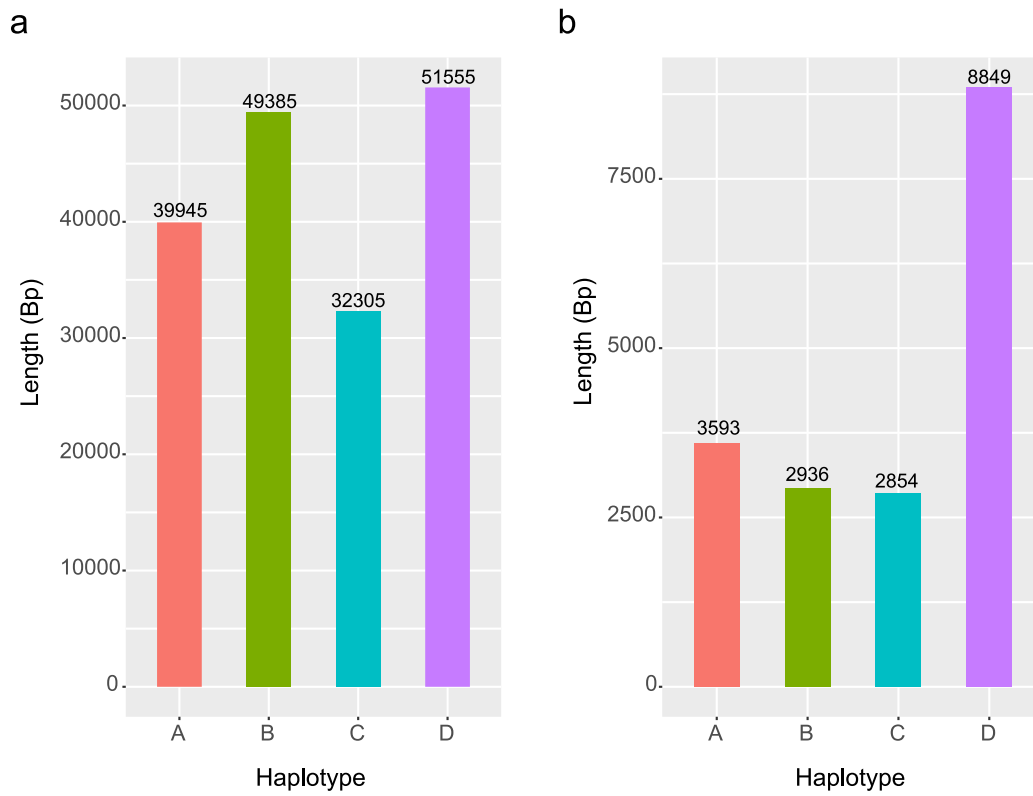 a
51555
49385
39945
32305
50000
40000
30000
20000
10000
0
Length (Bp)
A B C D
Haplotype
b
8849
3593
2936
2854
7500
5000
2500
0
Length (Bp)
A B C D
Haplotype